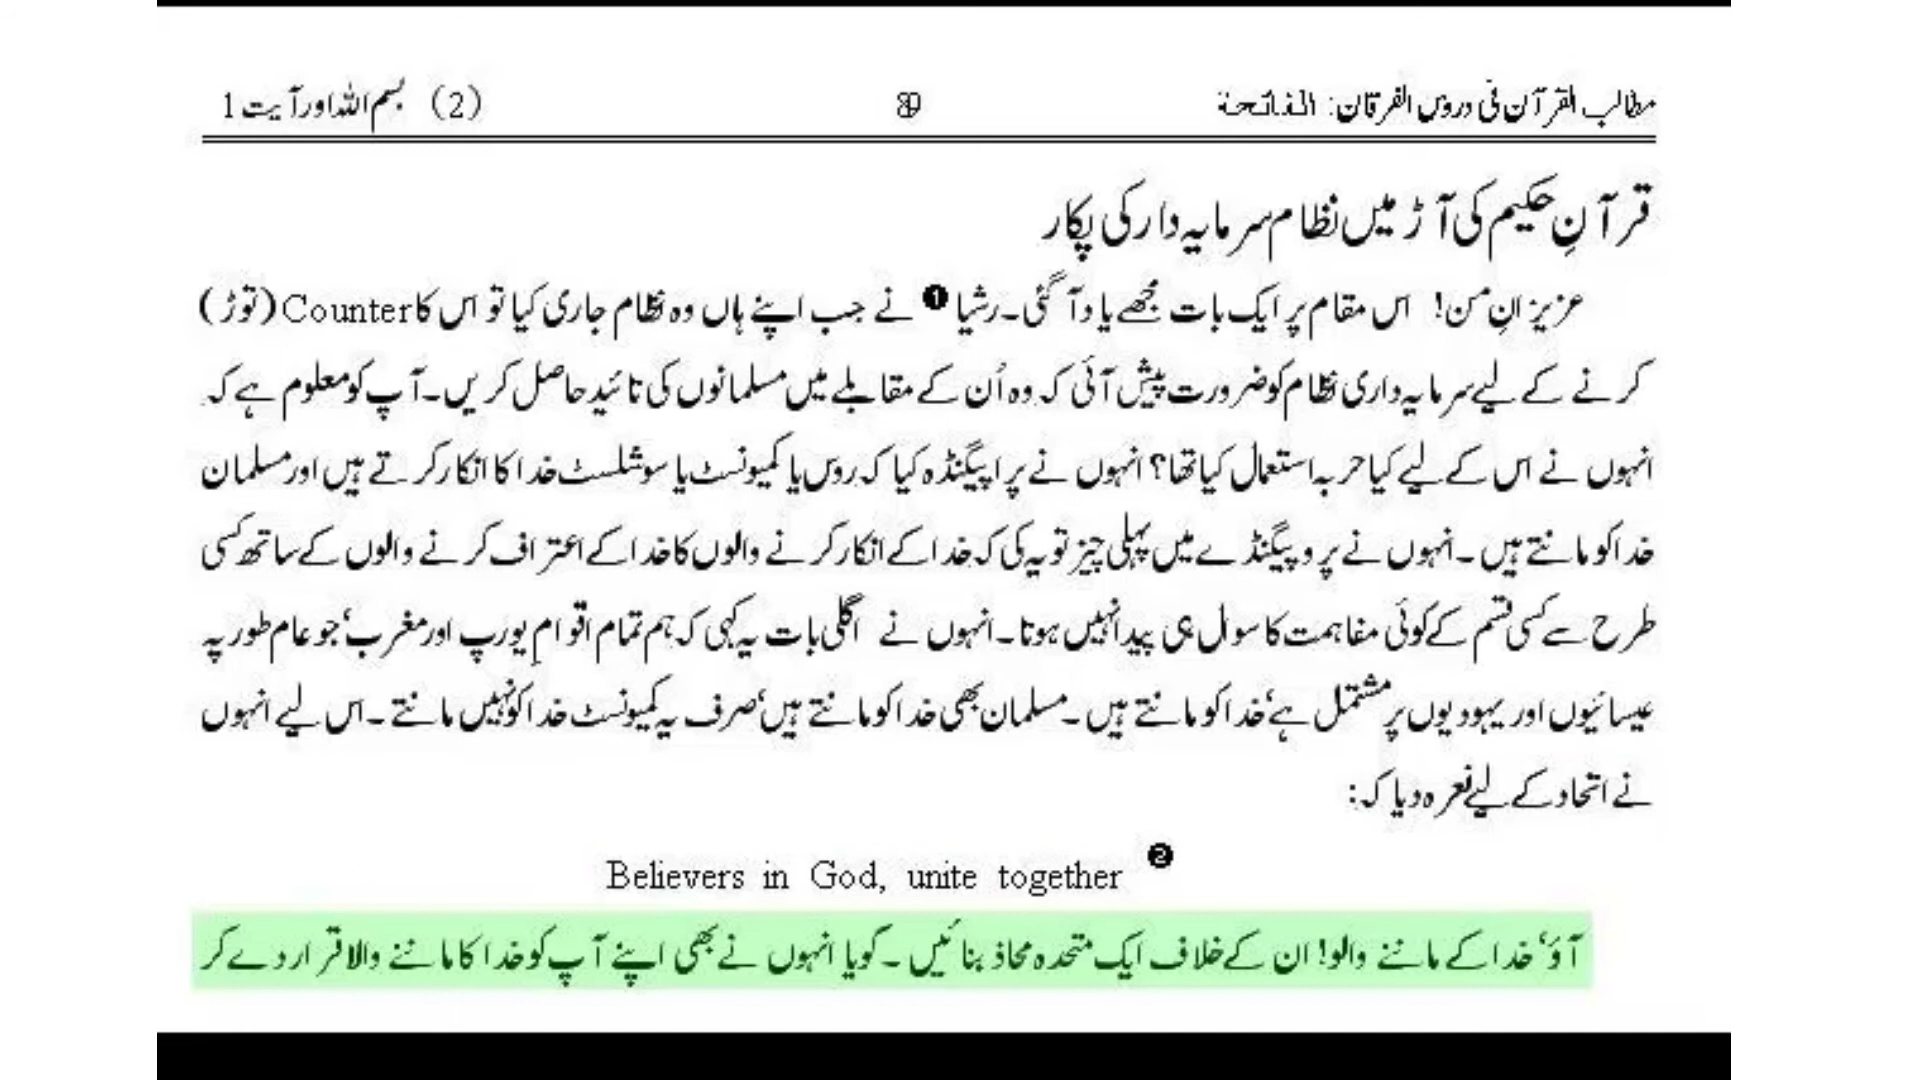 مطالب القرآن فی دروس الفرقان: الفاتحة (2) بسم اللہ اور آیت 1
قرآنِ حکیم کی آڑ میں نظام سرمایہ دار کی پکار
عزیزانِ من! اس مقام پر ایک بات مجھے یاد آ گئی۔ رشیا ❶ نے جب اپنے ہاں وہ نظام جاری کیا تو اس کا Counter (توڑ)
کرنے کے لیے سرمایہ داری نظام کو ضرورت پیش آئی کہ وہ اُن کے مقابلے میں مسلمانوں کی تائید حاصل کریں۔ آپ کو معلوم ہے کہ
انہوں نے اس کے لیے کیا حربہ استعمال کیا تھا؟ انہوں نے پراپیگنڈہ کیا کہ روس یا کمیونسٹ یا سوشلسٹ خدا کا انکار کرتے ہیں اور مسلمان
خدا کو مانتے ہیں۔ انہوں نے پروپیگنڈے میں پہلی چیز تو یہ کی کہ خدا کے انکار کرنے والوں کا خدا کے اعتراف کرنے والوں کے ساتھ کسی
طرح سے کسی قسم کے کوئی مفاہمت کا سوال ہی پیدا نہیں ہوتا۔ انہوں نے اگلی بات یہ کہی کہ ہم تمام اقوامِ یورپ اور مغرب‘ جو عام طور پہ
عیسائیوں اور یہودیوں پر مشتمل ہے‘ خدا کو مانتے ہیں۔ مسلمان بھی خدا کو مانتے ہیں‘ صرف یہ کمیونسٹ خدا کو نہیں مانتے۔ اس لیے انہوں
نے اتحاد کے لیے نعرہ دیا کہ:
Believers in God, unite together ❷
آؤ‘ خدا کے ماننے والو! ان کے خلاف ایک متحدہ محاذ بنائیں۔ گویا انہوں نے بھی اپنے آپ کو خدا کا ماننے والا قرار دے کر